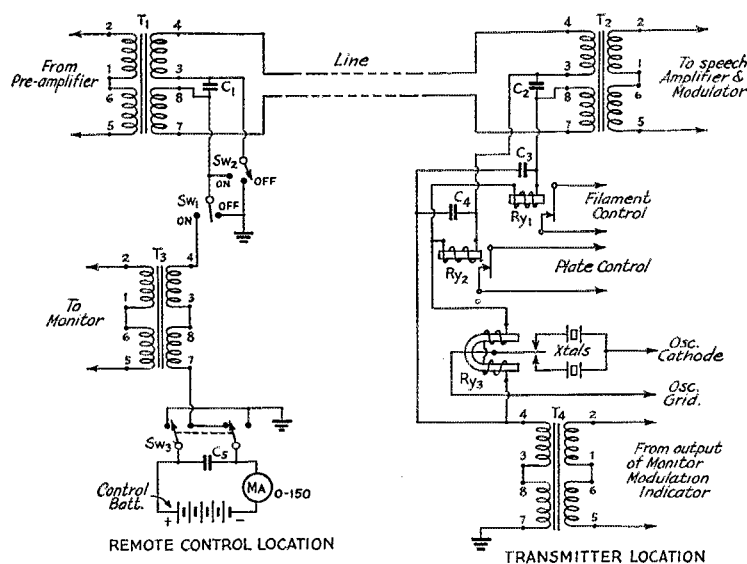 T1
T2
2
4
4
2
From
Pre-amplifier
1
6
3
8
C1
Line
C2
3
8
1
6
To speech
Amplifier &
Modulator
5
7
7
5
Sw2
ON
OFF
C3
Sw1
ON
OFF
C4
Ry1
Filament
Control
T3
2
4
Ry2
Plate Control
To
Monitor
1
6
3
8
5
7
Ry3
Xtals
Osc.
Cathode
Osc.
Grid.
Sw3
C5
T4
4
2
3
8
1
6
From output
of Monitor
Modulation
Indicator
Control
Batt.
MA
0-150
+
-
7
5
REMOTE CONTROL LOCATION
TRANSMITTER LOCATION